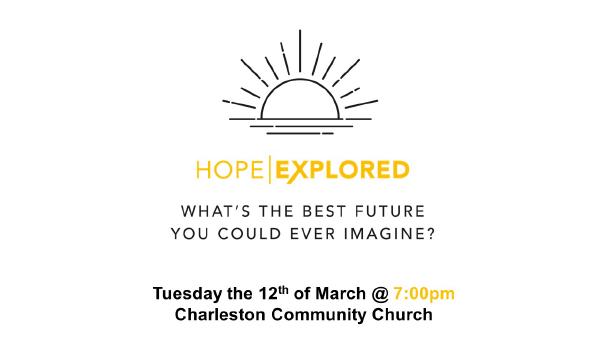 HOPE|EXPLORED
WHAT'S THE BEST FUTURE
YOU COULD EVER IMAGINE?
Tuesday the 12th of March @ 7:00pm
Charleston Community Church